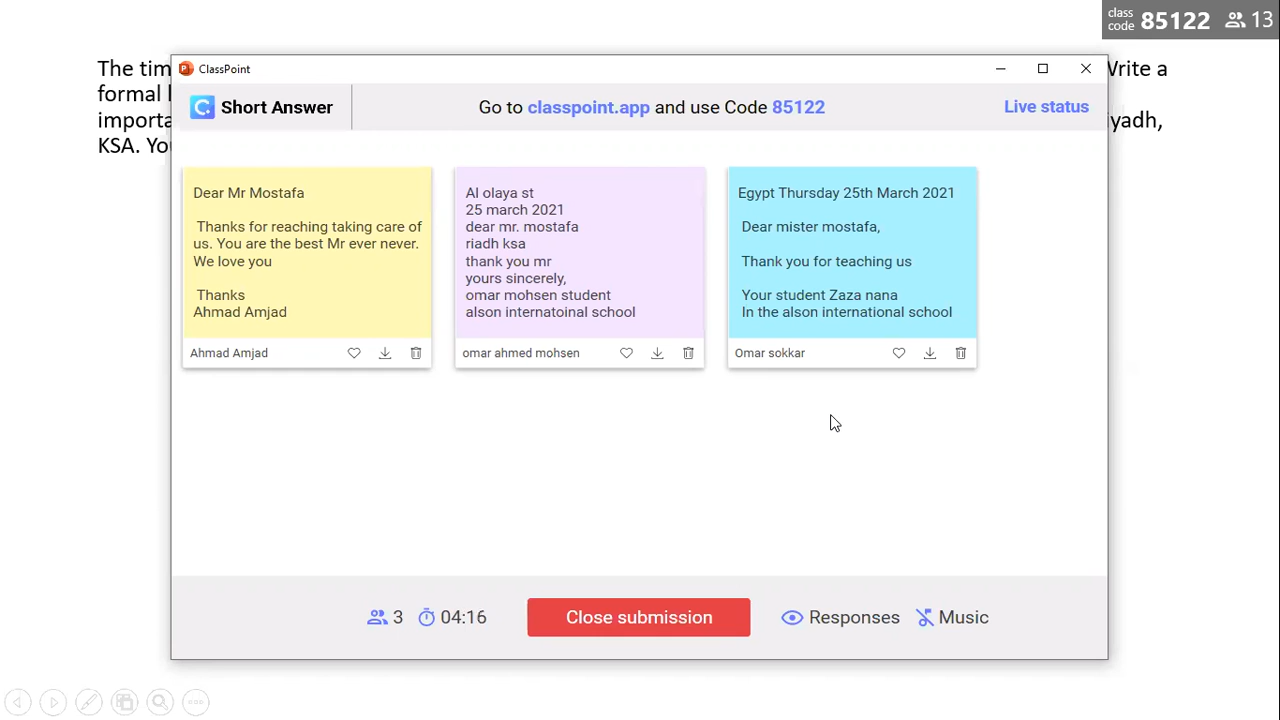 class
code 85122 13
The tim
Write a
formal
importa
iyadh,
KSA. Yo
ClassPoint
Short Answer
Go to classpoint.app and use Code 85122
Live status
Dear Mr Mostafa
Thanks for reaching taking care of
us. You are the best Mr ever never.
We love you
Thanks
Ahmad Amjad
Ahmad Amjad
Al olaya st
25 march 2021
dear mr. mostafa
riadh ksa
thank you mr
yours sincerely,
omar mohsen student
alson internatoinal school
omar ahmed mohsen
Egypt Thursday 25th March 2021
Dear mister mostafa,
Thank you for teaching us
Your student Zaza nana
In the alson international school
Omar sokkar
3 04:16 Close submission Responses Music